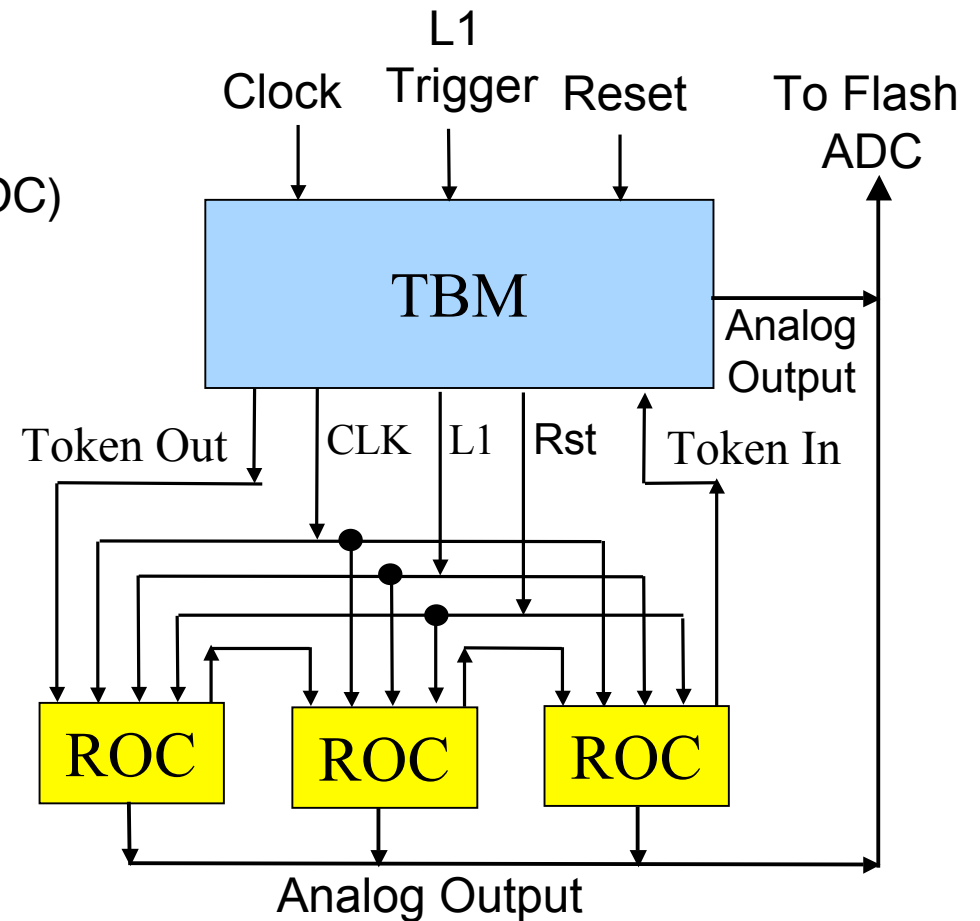 L1
Clock Trigger Reset To Flash
ADC
OC)
TBM
Analog
Output
Token Out CLK L1 Rst Token In
ROC ROC ROC
Analog Output